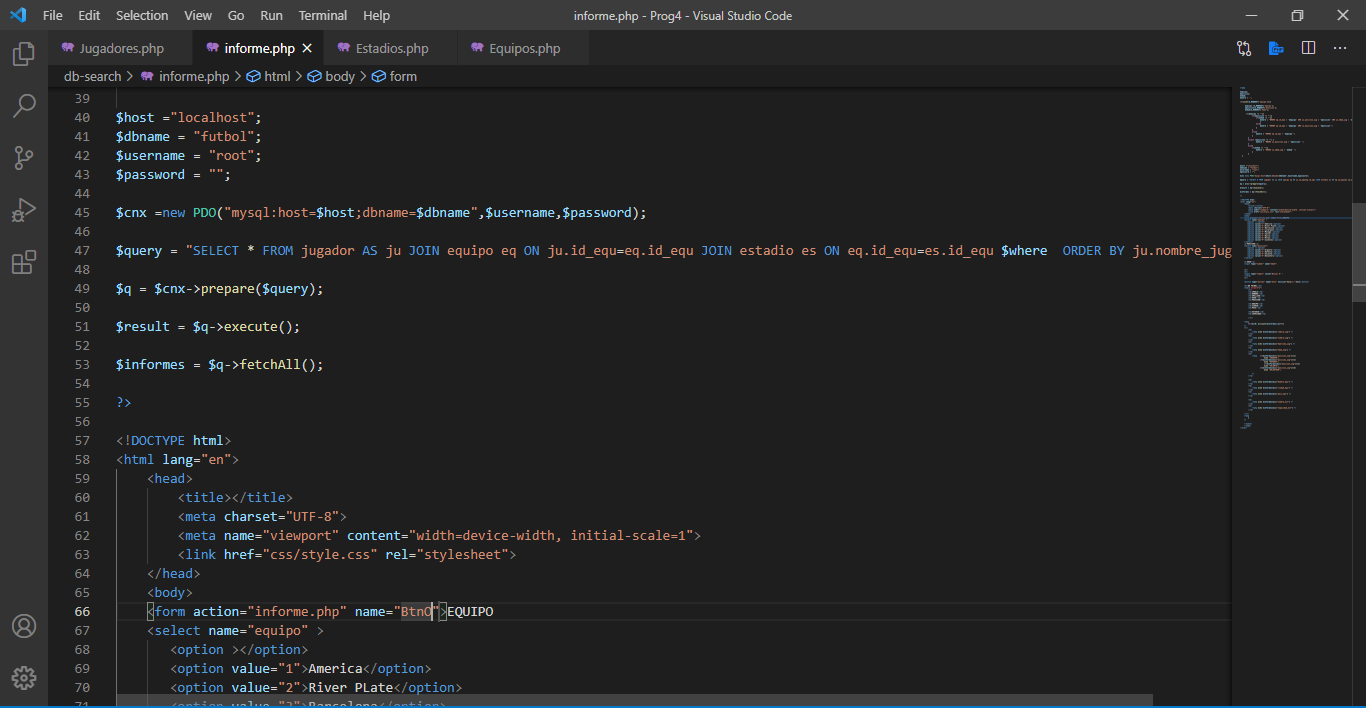 File Edit Selection View Go Run Terminal Help informe.php - Prog4 - Visual Studio Code
Jugadores.php informe.php Estadios.php Equipos.php
db-search > informe.php > html > body > form
39
40 $host ="localhost";
41 $dbname = "futbol";
42 $username = "root";
43 $password = "";
44
45 $cnx =new PDO("mysql:host=$host;dbname=$dbname",$username,$password);
46
47 $query = "SELECT * FROM jugador AS ju JOIN equipo eq ON ju.id_equ=eq.id_equ JOIN estadio es ON eq.id_equ=es.id_equ $where  ORDER BY ju.nombre_jug
48
49 $q = $cnx->prepare($query);
50
51 $result = $q->execute();
52
53 $informes = $q->fetchAll();
54
55 ?>
56
57 <!DOCTYPE html>
58 <html lang="en">
59 <head>
60 <title></title>
61 <meta charset="UTF-8">
62 <meta name="viewport" content="width=device-width, initial-scale=1">
63 <link href="css/style.css" rel="stylesheet">
64 </head>
65 <body>
66 <form action="informe.php" name="BtnO">EQUIPO
67 <select name="equipo" >
68 <option ></option>
69 <option value="1">America</option>
70 <option value="2">River PLate</option>
71 <option value="3">Barcelona</option>